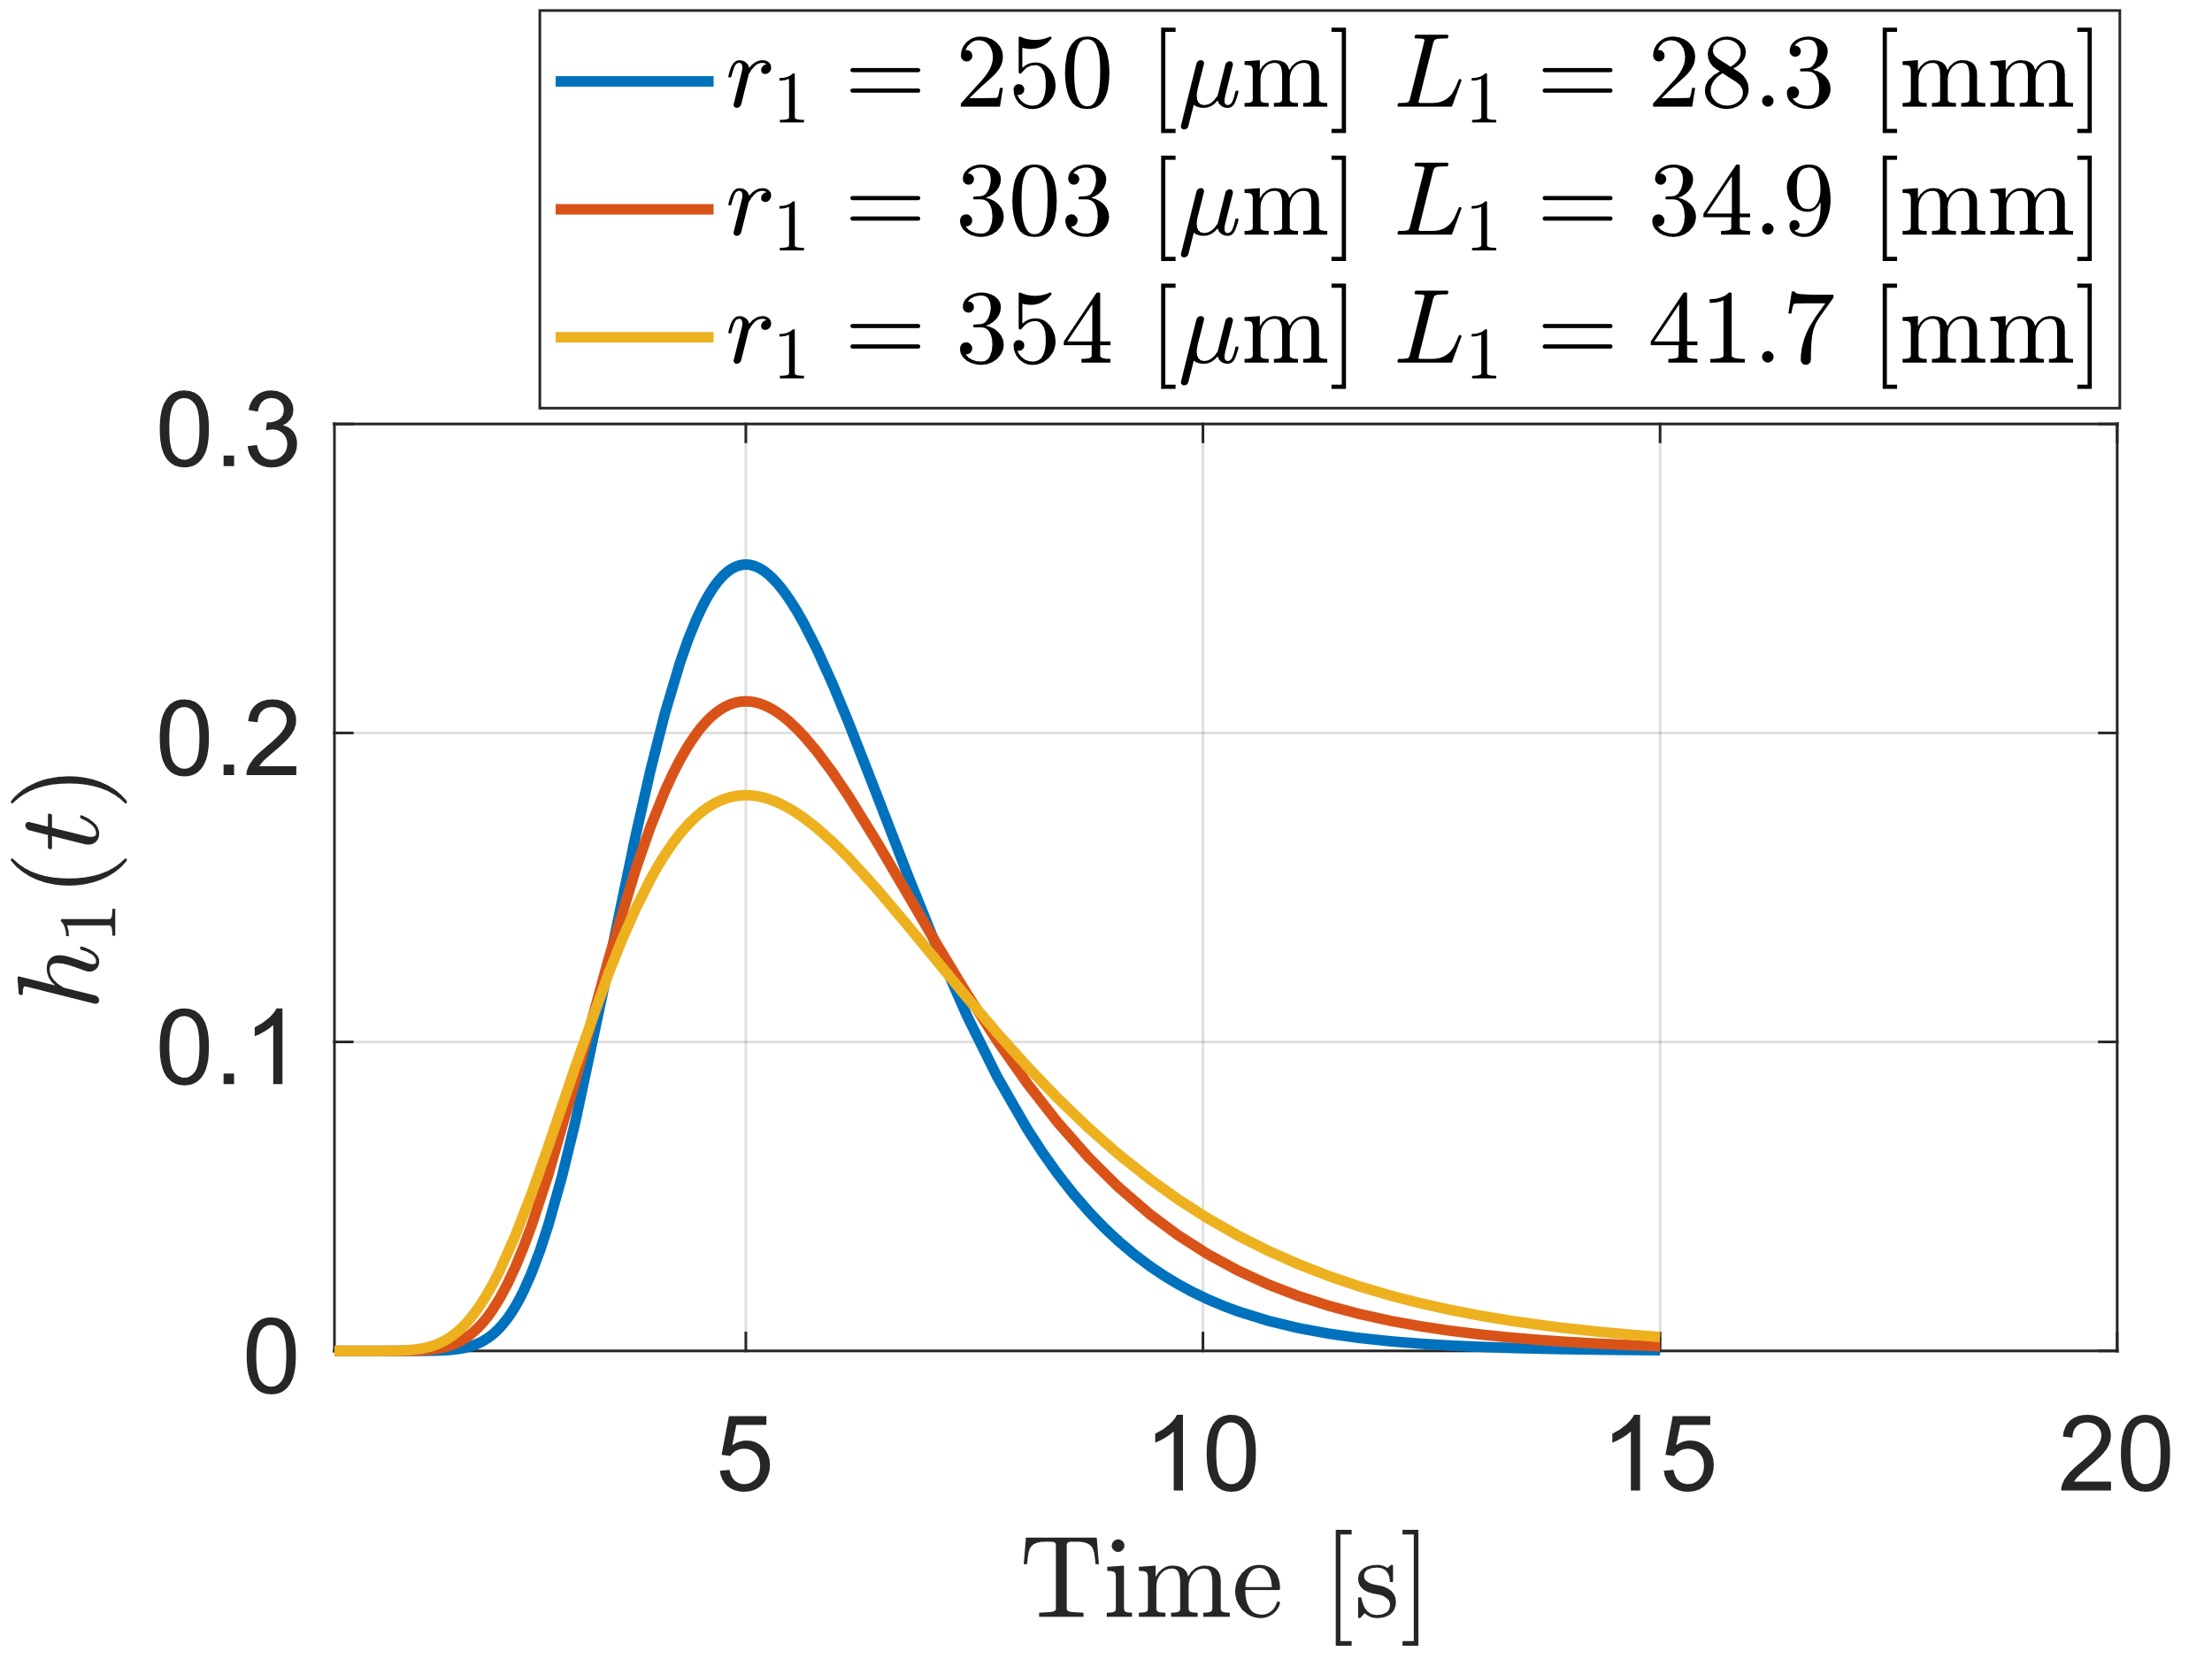 r₁ = 250 [μm] L₁ = 28.3 [mm]
r₁ = 303 [μm] L₁ = 34.9 [mm]
r₁ = 354 [μm] L₁ = 41.7 [mm]
0.3
0.2
0.1
0
h₁(t)
5 10 15 20
Time [s]